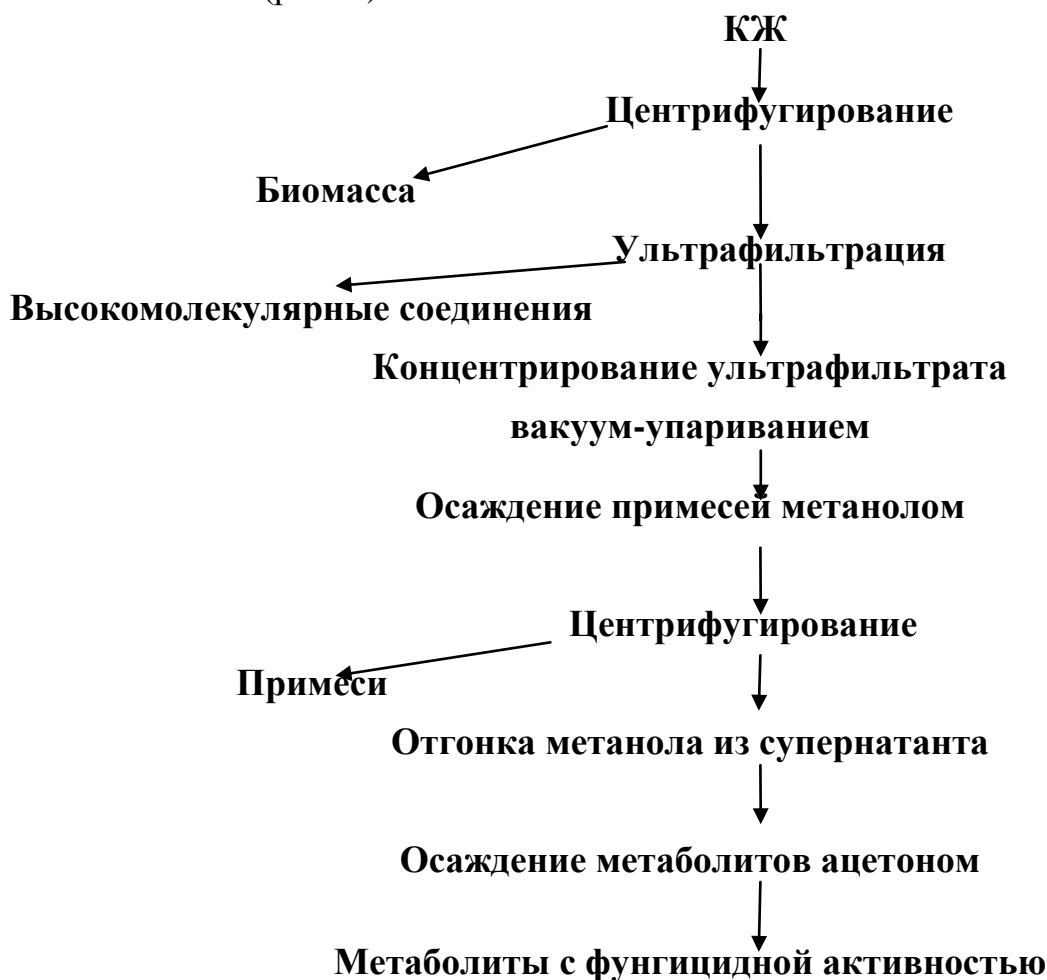 КЖ
Центрифугирование
Биомасса
Ультрафильтрация
Высокомолекулярные соединения
Концентрирование ультрафильтрата
вакуум-упариванием
Осаждение примесей метанолом
Центрифугирование
Примеси
Отгонка метанола из супернатанта
Осаждение метаболитов ацетоном
Метаболиты с фунгицидной активностью